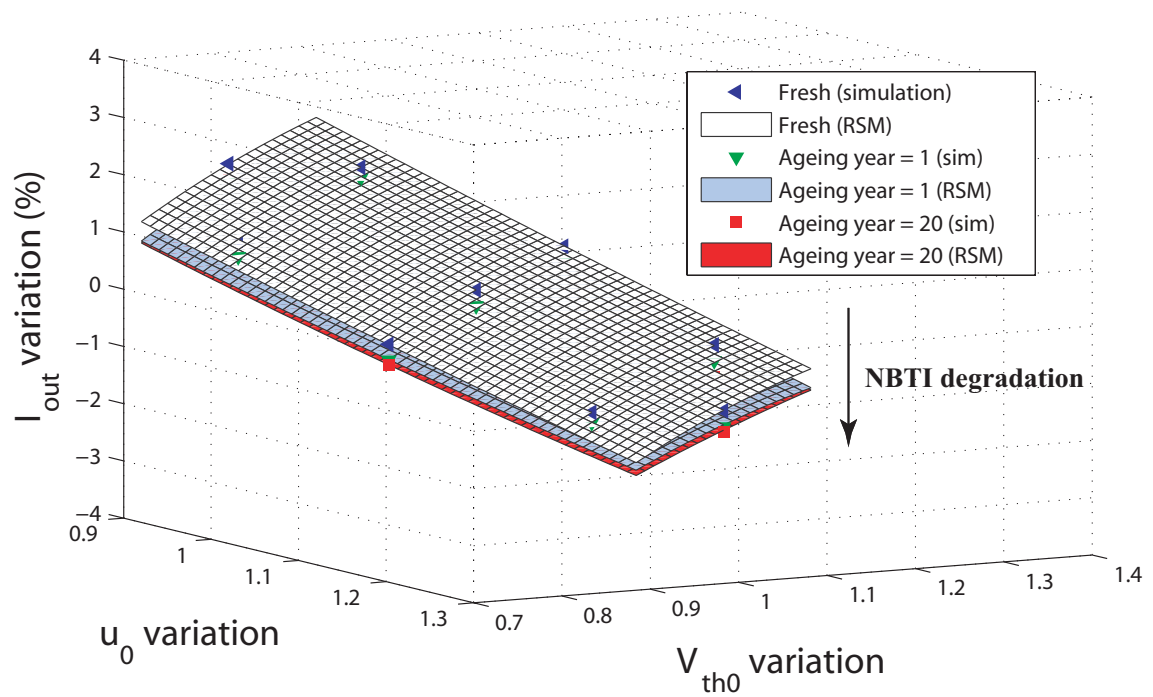 4
3
2
1
0
−1
−2
−3
−4
I_out variation (%)
0.9
1
1.1
1.2
1.3
u_0 variation
0.7
0.8
0.9
1
1.1
1.2
1.3
1.4
V_th0 variation
Fresh (simulation)
Fresh (RSM)
Ageing year = 1 (sim)
Ageing year = 1 (RSM)
Ageing year = 20 (sim)
Ageing year = 20 (RSM)
NBTI degradation